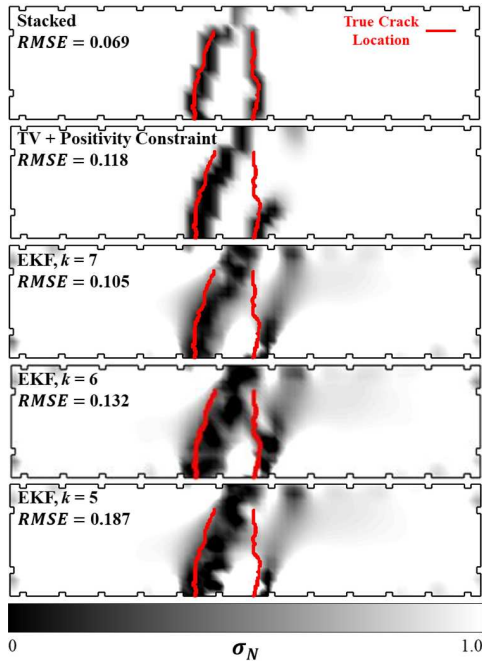 Stacked
RMSE = 0.069
True Crack
Location
TV + Positivity Constraint
RMSE = 0.118
EKF, k = 7
RMSE = 0.105
EKF, k = 6
RMSE = 0.132
EKF, k = 5
RMSE = 0.187
0 σN 1.0